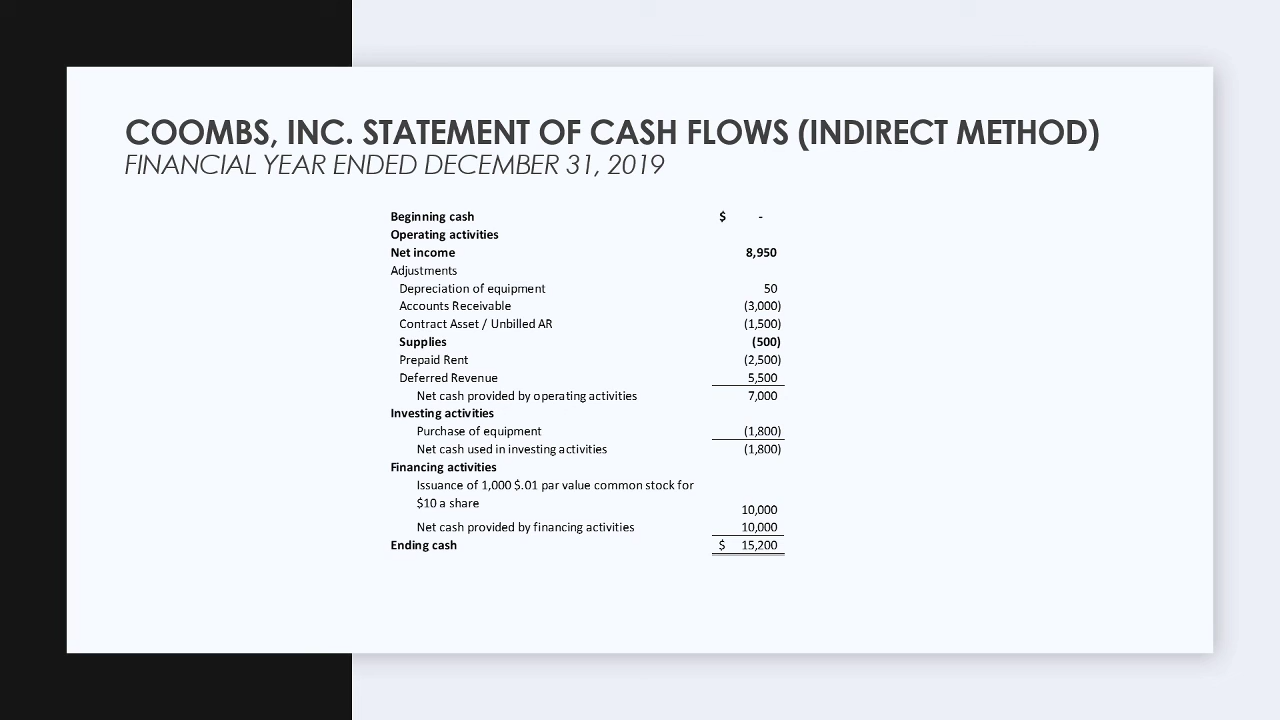 COOMBS, INC. STATEMENT OF CASH FLOWS (INDIRECT METHOD)
FINANCIAL YEAR ENDED DECEMBER 31, 2019
Beginning cash $ -
Operating activities
Net income 8,950
Adjustments
Depreciation of equipment 50
Accounts Receivable (3,000)
Contract Asset / Unbilled AR (1,500)
Supplies (500)
Prepaid Rent (2,500)
Deferred Revenue 5,500
Net cash provided by operating activities 7,000
Investing activities
Purchase of equipment (1,800)
Net cash used in investing activities (1,800)
Financing activities
Issuance of 1,000 $.01 par value common stock for
$10 a share 10,000
Net cash provided by financing activities 10,000
Ending cash $ 15,200